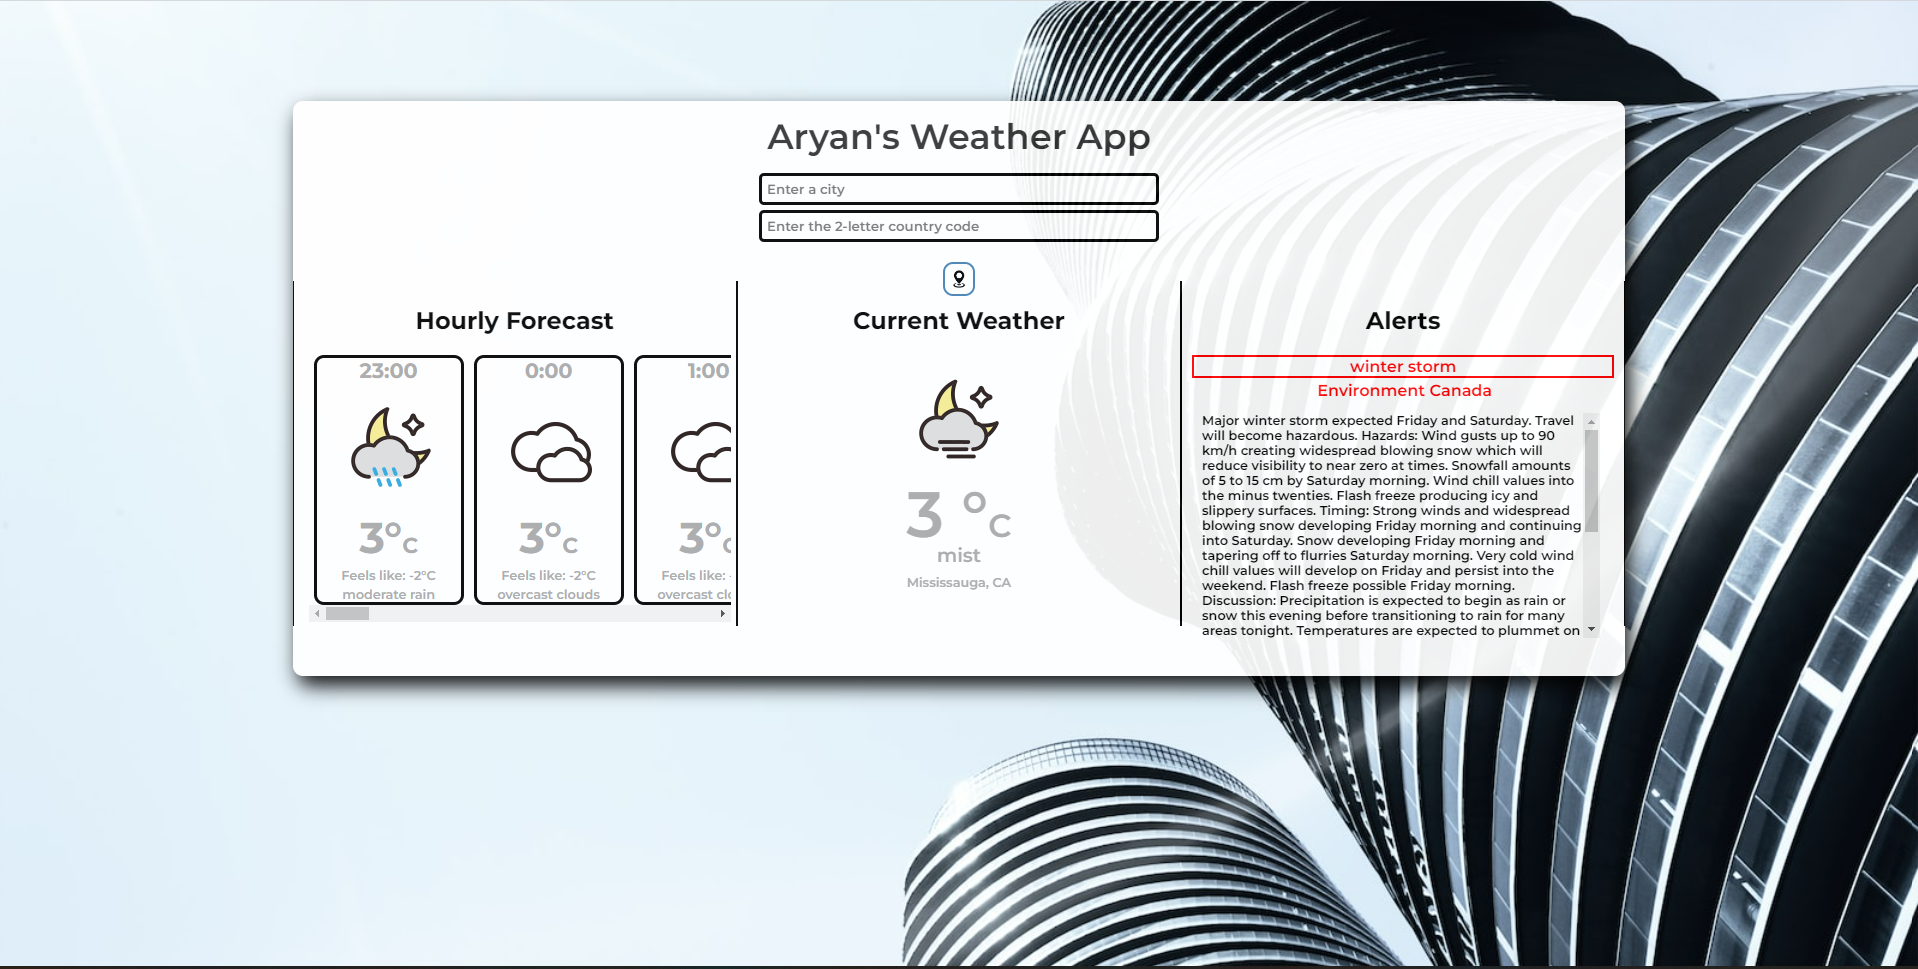 Aryan's Weather App
Enter a city
Enter the 2-letter country code
Hourly Forecast
23:00
3°C
Feels like: -2°C
moderate rain
0:00
3°C
Feels like: -2°C
overcast clouds
1:00
3°C
Feels like: -
overcast clo
Current Weather
3 °C
mist
Mississauga, CA
Alerts
winter storm
Environment Canada
Major winter storm expected Friday and Saturday. Travel
will become hazardous. Hazards: Wind gusts up to 90
km/h creating widespread blowing snow which will
reduce visibility to near zero at times. Snowfall amounts
of 5 to 15 cm by Saturday morning. Wind chill values into
the minus twenties. Flash freeze producing icy and
slippery surfaces. Timing: Strong winds and widespread
blowing snow developing Friday morning and continuing
into Saturday. Snow developing Friday morning and
tapering off to flurries Saturday morning. Very cold wind
chill values will develop on Friday and persist into the
weekend. Flash freeze possible Friday morning.
Discussion: Precipitation is expected to begin as rain or
snow this evening before transitioning to rain for many
areas tonight. Temperatures are expected to plummet on